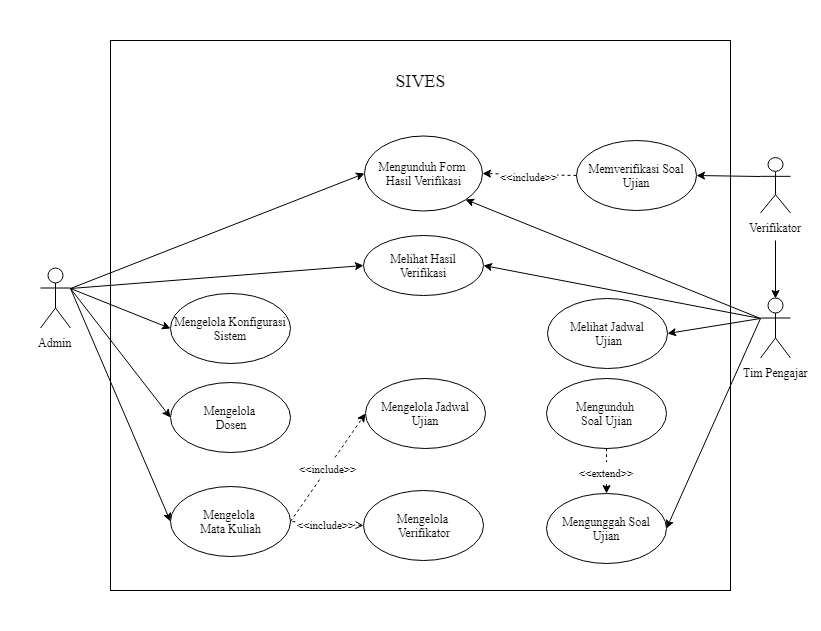 SIVES
Mengunduh Form
Hasil Verifikasi
<<include>>
Memverifikasi Soal
Ujian
Verifikator
Melihat Hasil
Verifikasi
Admin
Mengelola Konfigurasi
Sistem
Melihat Jadwal
Ujian
Tim Pengajar
Mengelola
Dosen
Mengelola Jadwal
Ujian
Mengunduh
Soal Ujian
<<include>>
<<extend>>
Mengelola
Mata Kuliah
<<include>>
Mengelola
Verifikator
Mengunggah Soal
Ujian